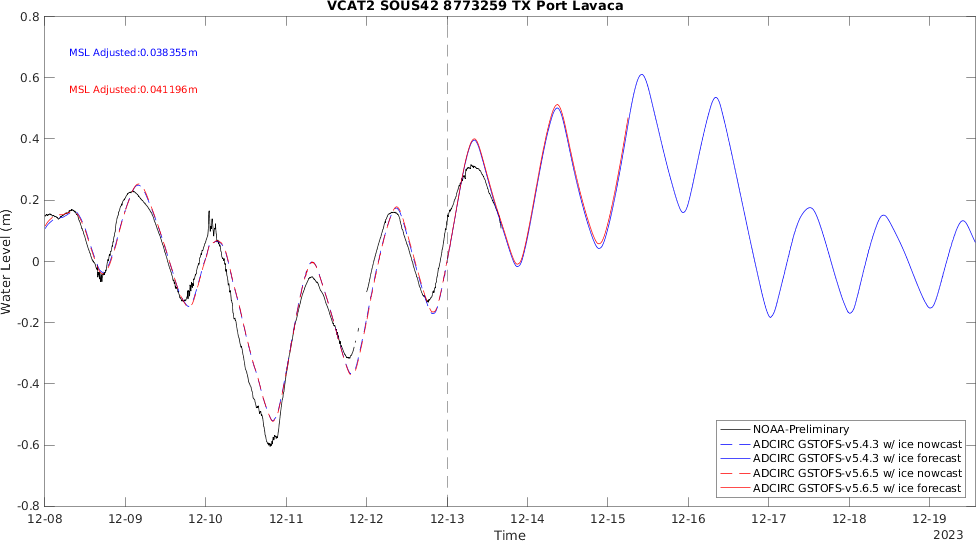 VCAT2 SOUS42 8773259 TX Port Lavaca
0.8
MSL Adjusted:0.038355m
0.6
MSL Adjusted:0.041196m
0.4
0.2
Water Level (m)
0
-0.2
-0.4
-0.6
-0.8
NOAA-Preliminary
ADCIRC GSTOFS-v5.4.3 w/ ice nowcast
ADCIRC GSTOFS-v5.4.3 w/ ice forecast
ADCIRC GSTOFS-v5.6.5 w/ ice nowcast
ADCIRC GSTOFS-v5.6.5 w/ ice forecast
12-08 12-09 12-10 12-11 12-12 12-13 12-14 12-15 12-16 12-17 12-18 12-19
Time
2023